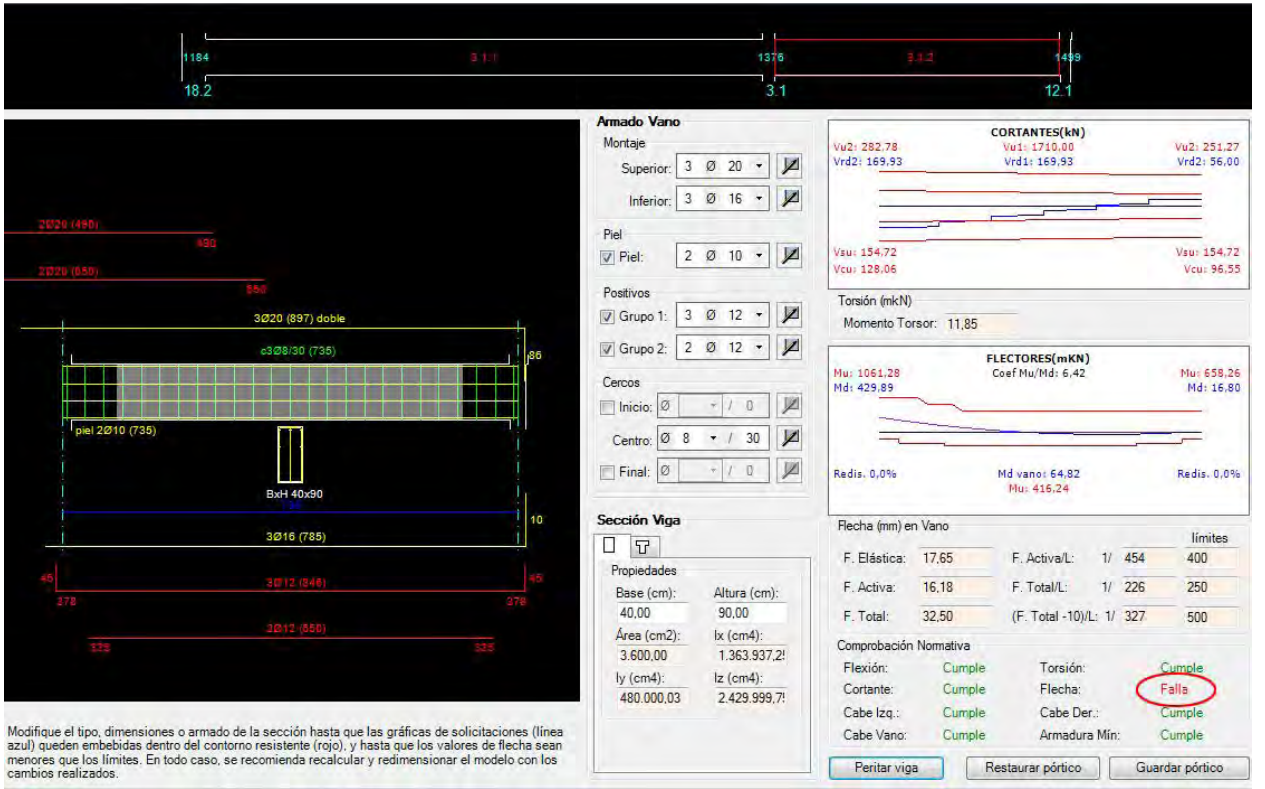 1184
3.1.1
1376
3.1.2
1499
18.2
3.1
12.1
2Ø20 (490)
490
2Ø20 (650)
650
3Ø20 (897) doble
c3Ø8/30 (735)
86
piel 2Ø10 (735)
BxH 40x90
10
3Ø16 (785)
45
3Ø12 (846)
45
278
278
2Ø12 (650)
325
325
Modifique el tipo, dimensiones o armado de la sección hasta que las gráficas de solicitaciones (línea
azul) queden embebidas dentro del contorno resistente (rojo), y hasta que los valores de flecha sean
menores que los límites. En todo caso, se recomienda recalcular y redimensionar el modelo con los
cambios realizados.
Armado Vano
Montaje
Superior: 3 Ø 20
Inferior: 3 Ø 16
Piel
Piel: 2 Ø 10
Positivos
Grupo 1: 3 Ø 12
Grupo 2: 2 Ø 12
Cercos
Inicio: Ø / 0
Centro: Ø 8 / 30
Final: Ø / 0
Sección Viga
Propiedades
Base (cm): Altura (cm):
40,00 90,00
Área (cm2): Ix (cm4):
3.600,00 1.363.937,2
Iy (cm4): Iz (cm4):
480.000,03 2.429.999,7
CORTANTES(kN)
Vu2: 282,78 Vu1: 1710,00 Vu2: 251,27
Vrd2: 169,93 Vrd1: 169,93 Vrd2: 56,00
Vsu: 154,72 Vsu: 154,72
Vcu: 128,06 Vcu: 96,55
Torsión (mkN)
Momento Torsor: 11,85
FLECTORES(mKN)
Mu: 1061,28 Coef Mu/Md: 6,42 Mu: 658,26
Md: 429,89 Md: 16,80
Redis. 0,0% Md vano: 64,82 Redis. 0,0%
Mu: 416,24
Flecha (mm) en Vano
límites
F. Elástica: 17,65 F. Activa/L: 1/ 454 400
F. Activa: 16,18 F. Total/L: 1/ 226 250
F. Total: 32,50 (F. Total -10)/L: 1/ 327 500
Comprobación Normativa
Flexión: Cumple Torsión: Cumple
Cortante: Cumple Flecha: Falla
Cabe Izq.: Cumple Cabe Der.: Cumple
Cabe Vano: Cumple Armadura Mín: Cumple
Peritar viga Restaurar pórtico Guardar pórtico